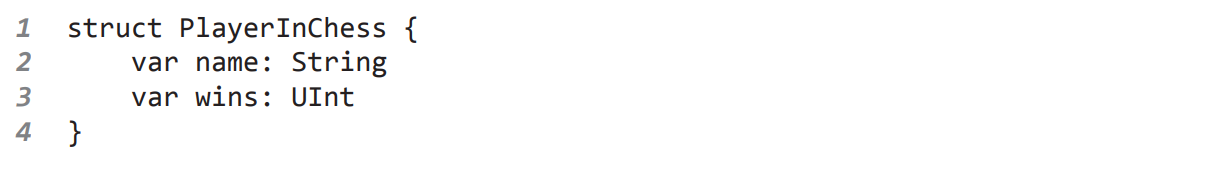 1 struct PlayerInChess {
2     var name: String
3     var wins: UInt
4 }